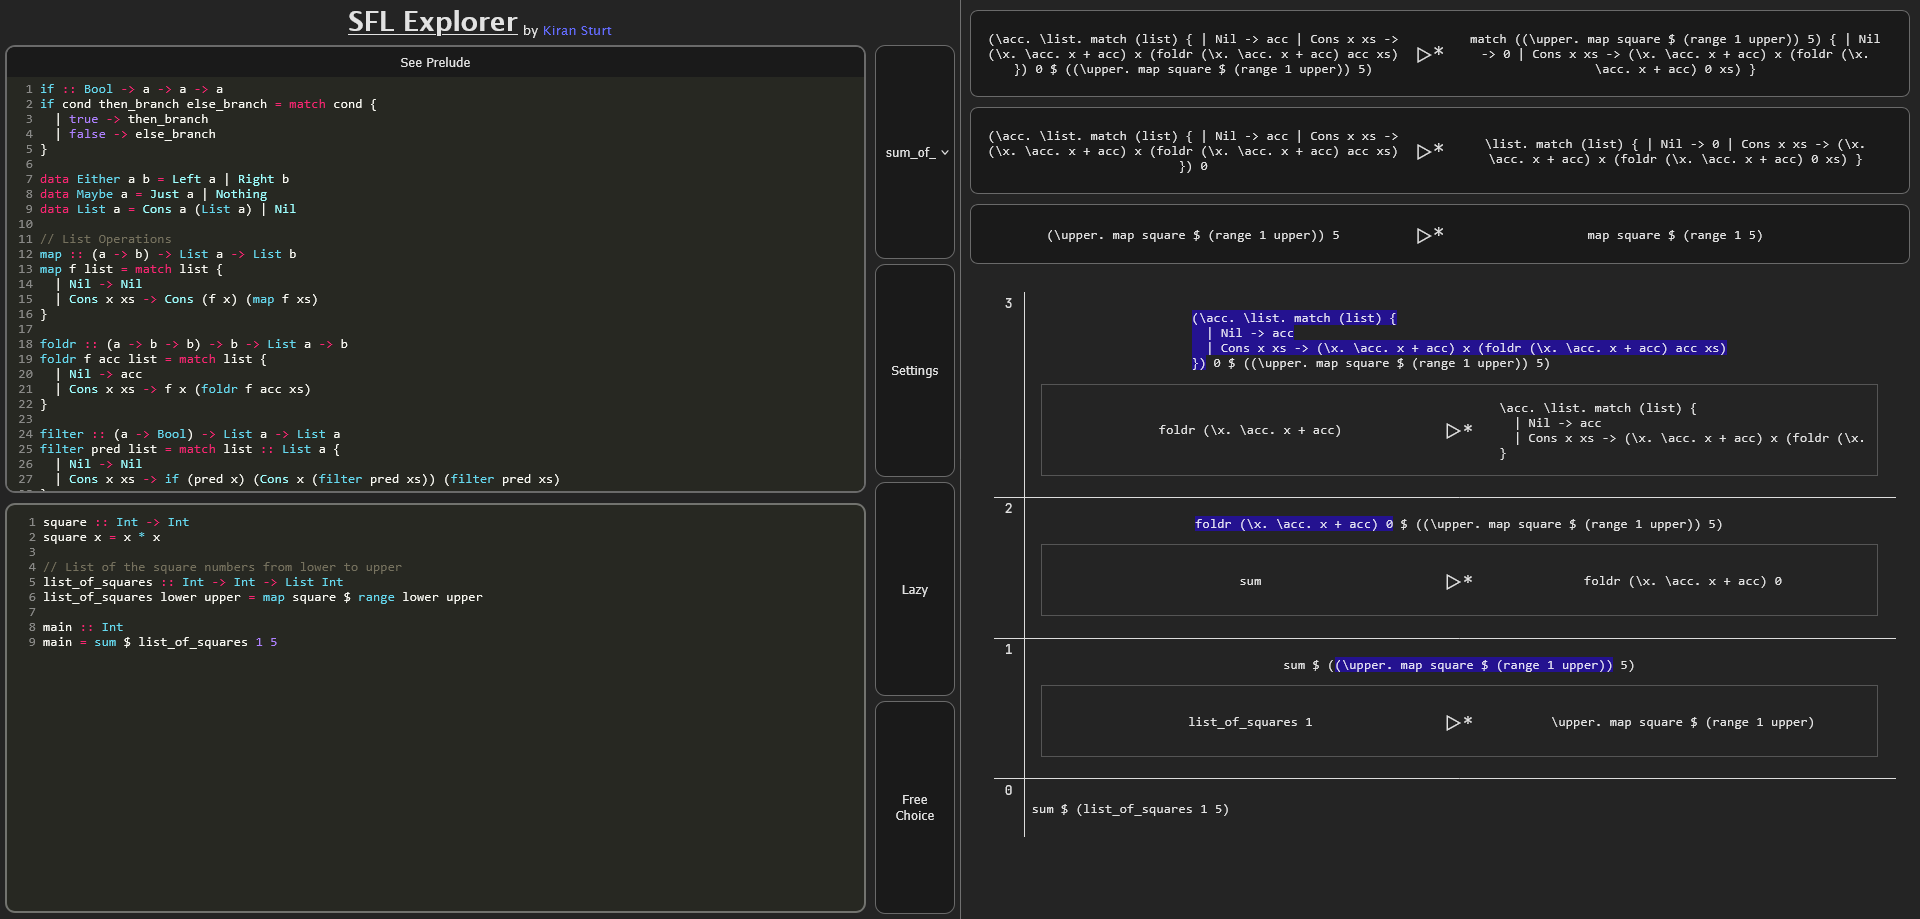 SFL Explorer by Kiran Sturt
See Prelude
1 if :: Bool -> a -> a -> a
2 if cond then_branch else_branch = match cond {
3   | true -> then_branch
4   | false -> else_branch
5 }
6
7 data Either a b = Left a | Right b
8 data Maybe a = Just a | Nothing
9 data List a = Cons a (List a) | Nil
10
11 // List Operations
12 map :: (a -> b) -> List a -> List b
13 map f list = match list {
14   | Nil -> Nil
15   | Cons x xs -> Cons (f x) (map f xs)
16 }
17
18 foldr :: (a -> b -> b) -> b -> List a -> b
19 foldr f acc list = match list {
20   | Nil -> acc
21   | Cons x xs -> f x (foldr f acc xs)
22 }
23
24 filter :: (a -> Bool) -> List a -> List a
25 filter pred list = match list :: List a {
26   | Nil -> Nil
27   | Cons x xs -> if (pred x) (Cons x (filter pred xs)) (filter pred xs)
1 square :: Int -> Int
2 square x = x * x
3
4 // List of the square numbers from lower to upper
5 list_of_squares :: Int -> Int -> List Int
6 list_of_squares lower upper = map square $ range lower upper
7
8 main :: Int
9 main = sum $ list_of_squares 1 5
sum_of_
Settings
Lazy
Free
Choice
(\acc. \list. match (list) { | Nil -> acc | Cons x xs ->
(\x. \acc. x + acc) x (foldr (\x. \acc. x + acc) acc xs)
}) 0 $ ((\upper. map square $ (range 1 upper)) 5)
▷*
match ((\upper. map square $ (range 1 upper)) 5) { | Nil
-> 0 | Cons x xs -> (\x. \acc. x + acc) x (foldr (\x.
\acc. x + acc) 0 xs) }
(\acc. \list. match (list) { | Nil -> acc | Cons x xs ->
(\x. \acc. x + acc) x (foldr (\x. \acc. x + acc) acc xs)
}) 0
▷*
\list. match (list) { | Nil -> 0 | Cons x xs -> (\x.
\acc. x + acc) x (foldr (\x. \acc. x + acc) 0 xs) }
(\upper. map square $ (range 1 upper)) 5 ▷* map square $ (range 1 5)
3
(\acc. \list. match (list) {
  | Nil -> acc
  | Cons x xs -> (\x. \acc. x + acc) x (foldr (\x. \acc. x + acc) acc xs)
}) 0 $ ((\upper. map square $ (range 1 upper)) 5)
foldr (\x. \acc. x + acc) ▷*
\acc. \list. match (list) {
  | Nil -> acc
  | Cons x xs -> (\x. \acc. x + acc) x (foldr (\x.
}
2
foldr (\x. \acc. x + acc) 0 $ ((\upper. map square $ (range 1 upper)) 5)
sum ▷* foldr (\x. \acc. x + acc) 0
1
sum $ ((\upper. map square $ (range 1 upper)) 5)
list_of_squares 1 ▷* \upper. map square $ (range 1 upper)
0
sum $ (list_of_squares 1 5)